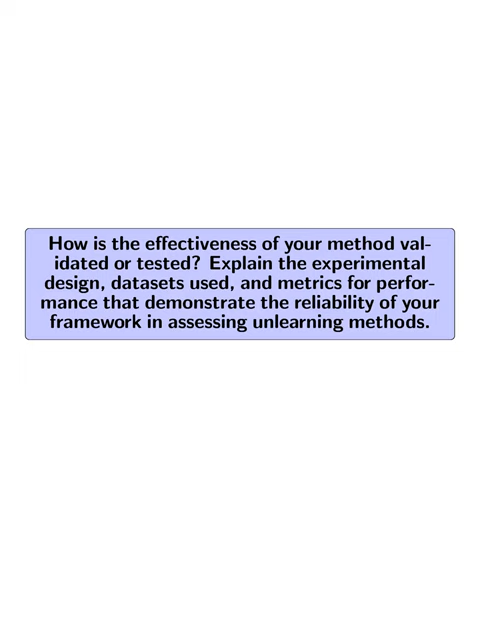 How is the effectiveness of your method val-
idated or tested? Explain the experimental
design, datasets used, and metrics for perfor-
mance that demonstrate the reliability of your
framework in assessing unlearning methods.